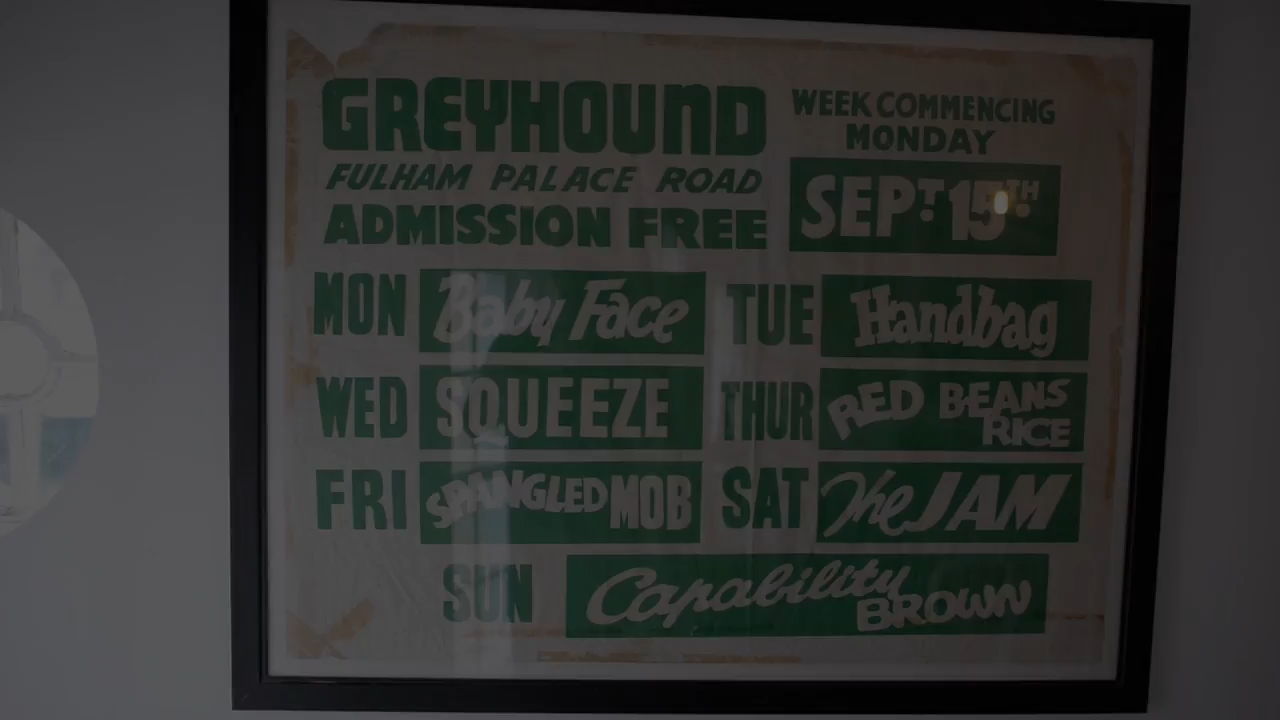 GREYHOUND
FULHAM PALACE ROAD
ADMISSION FREE
WEEK COMMENCING
MONDAY
SEPT. 15TH.
MON Baby Face
TUE Handbag
WED SQUEEZE
THUR RED BEANS
RICE
FRI SPANGLED MOB
SAT The JAM
SUN Capability
BROWN